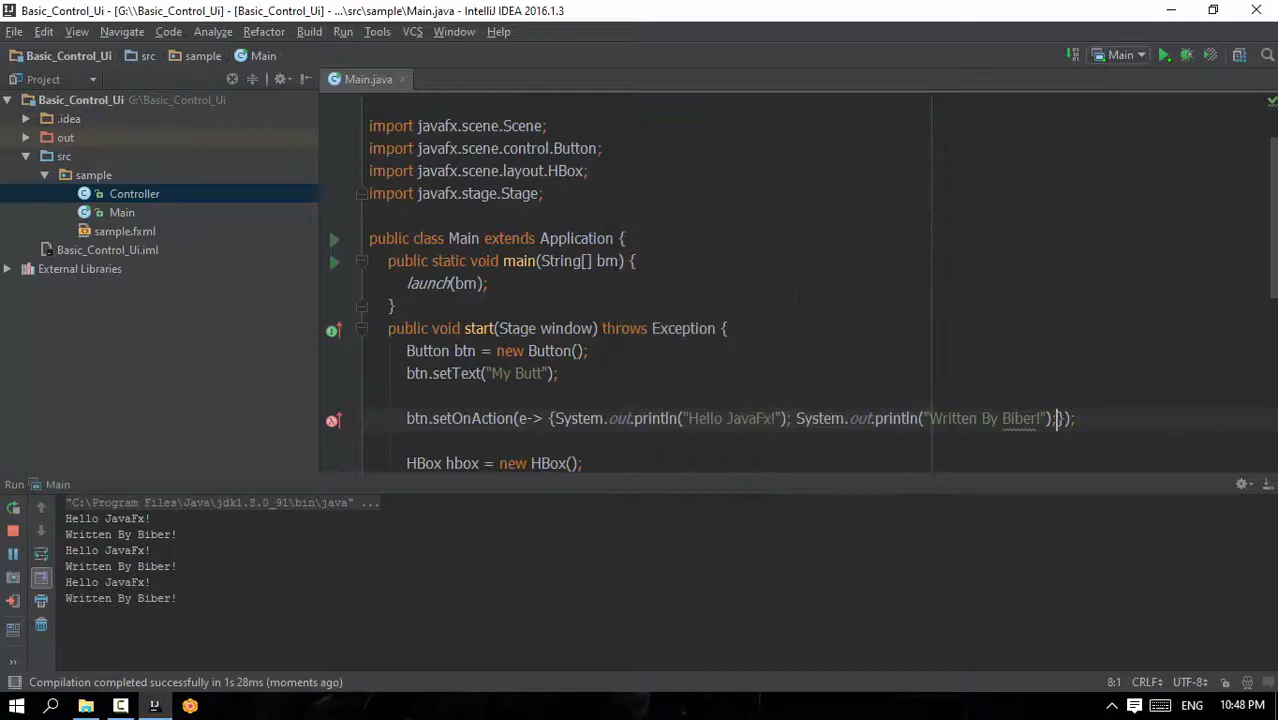 Basic_Control_Ui - [G:\\Basic_Control_Ui] - [Basic_Control_Ui] - ...\src\sample\Main.java - IntelliJ IDEA 2016.1.3
File Edit View Navigate Code Analyze Refactor Build Run Tools VCS Window Help
Basic_Control_Ui src sample Main Main
Project Main.java
Basic_Control_Ui G:\Basic_Control_Ui
.idea
out
src
sample
Controller
Main
sample.fxml
Basic_Control_Ui.iml
External Libraries
import javafx.scene.Scene;
import javafx.scene.control.Button;
import javafx.scene.layout.HBox;
import javafx.stage.Stage;
public class Main extends Application {
public static void main(String[] bm) {
launch(bm);
}
public void start(Stage window) throws Exception {
Button btn = new Button();
btn.setText("My Butt");
btn.setOnAction(e-> {System.out.println("Hello JavaFx!"); System.out.println("Written By Biber!");});
HBox hbox = new HBox();
Run Main
"C:\Program Files\Java\jdk1.8.0_91\bin\java" ...
Hello JavaFx!
Written By Biber!
Hello JavaFx!
Written By Biber!
Hello JavaFx!
Written By Biber!
Compilation completed successfully in 1s 28ms (moments ago) 8:1 CRLF÷ UTF-8÷
ENG 10:48 PM